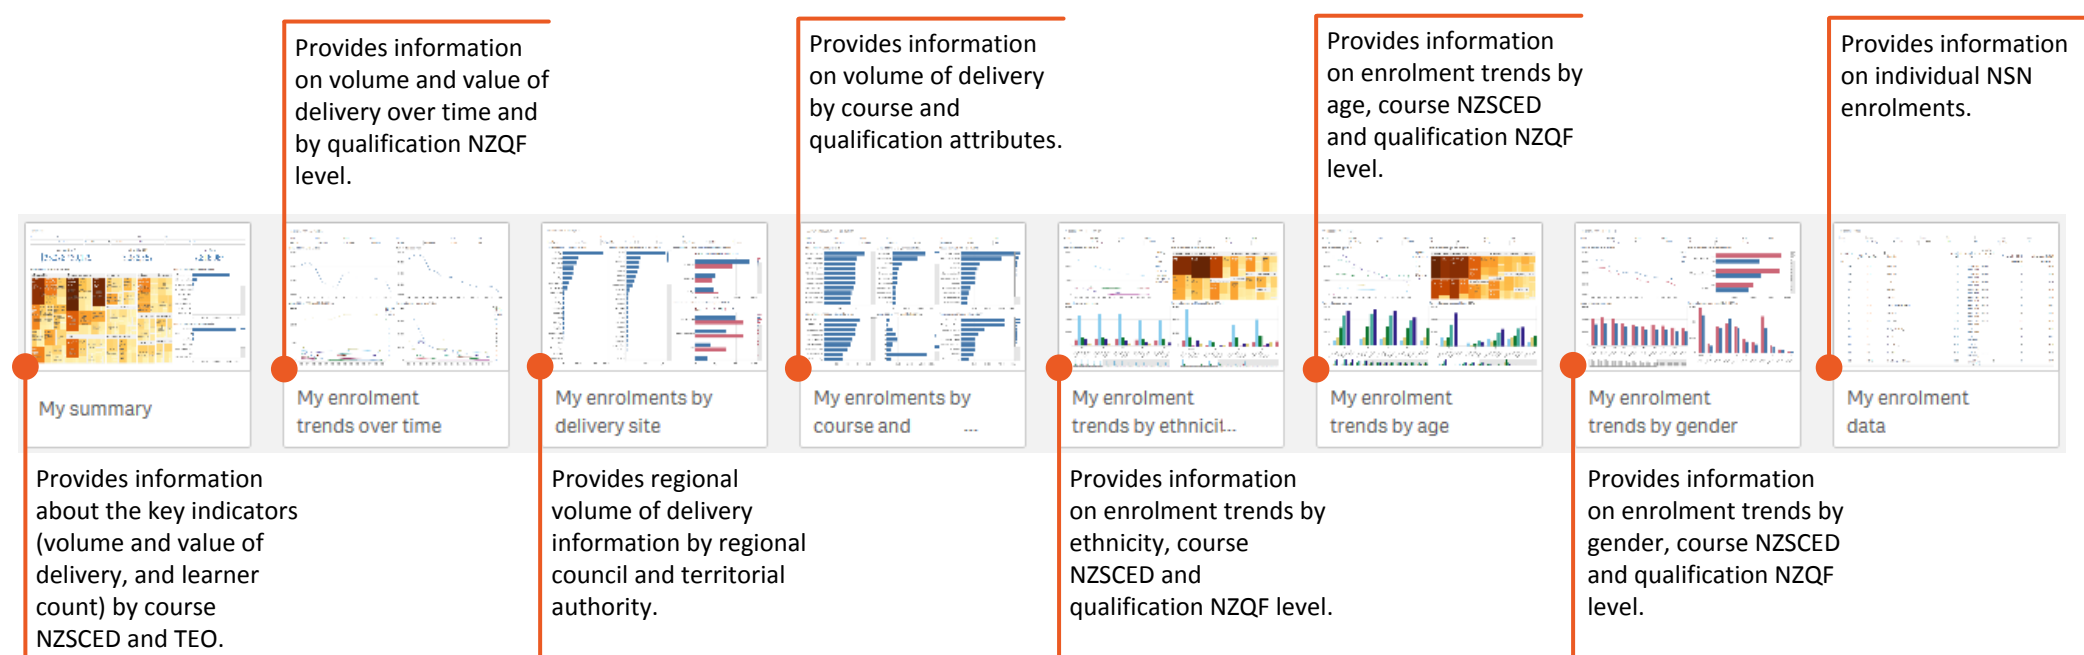 Provides information
on volume and value of
delivery over time and
by qualification NZQF
level.
Provides information
on volume of delivery
by course and
qualification attributes.
Provides information
on enrolment trends by
age, course NZSCED
and qualification NZQF
level.
Provides information
on individual NSN
enrolments.
My summary
My enrolment
trends over time
My enrolments by
delivery site
My enrolments by
course and ...
My enrolment
trends by ethnicit...
My enrolment
trends by age
My enrolment
trends by gender
My enrolment
data
Provides information
about the key indicators
(volume and value of
delivery, and learner
count) by course
NZSCED and TEO.
Provides regional
volume of delivery
information by regional
council and territorial
authority.
Provides information
on enrolment trends by
ethnicity, course
NZSCED and
qualification NZQF level.
Provides information
on enrolment trends by
gender, course NZSCED
and qualification NZQF
level.